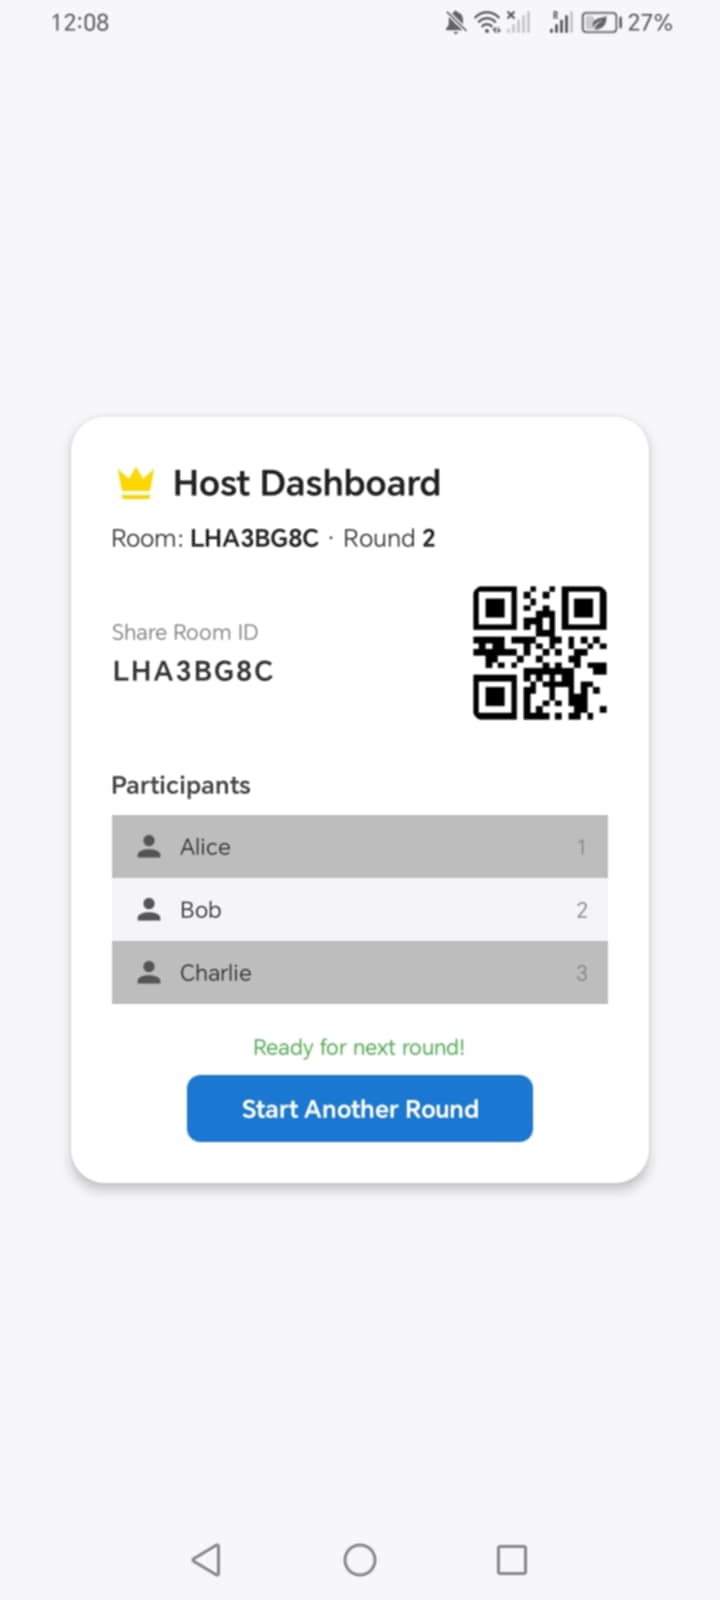 12:08
27%
Host Dashboard
Room: LHA3BG8C · Round 2
Share Room ID
LHA3BG8C
Participants
Alice 1
Bob 2
Charlie 3
Ready for next round!
Start Another Round